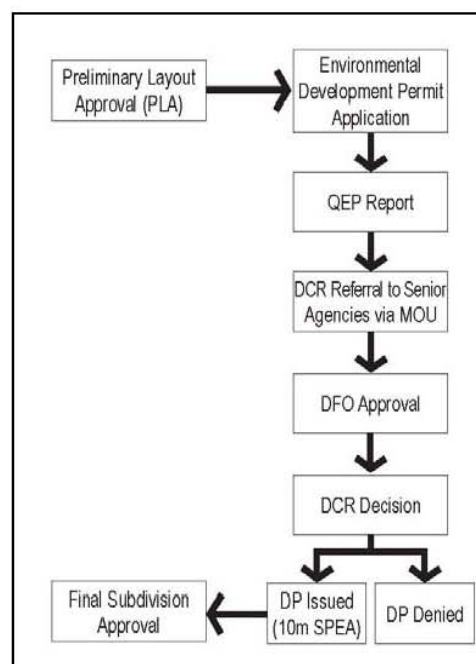 Preliminary Layout
Approval (PLA)
Environmental
Development Permit
Application
QEP Report
DCR Referral to Senior
Agencies via MOU
DFO Approval
DCR Decision
Final Subdivision
Approval
DP Issued
(10m SPEA)
DP Denied